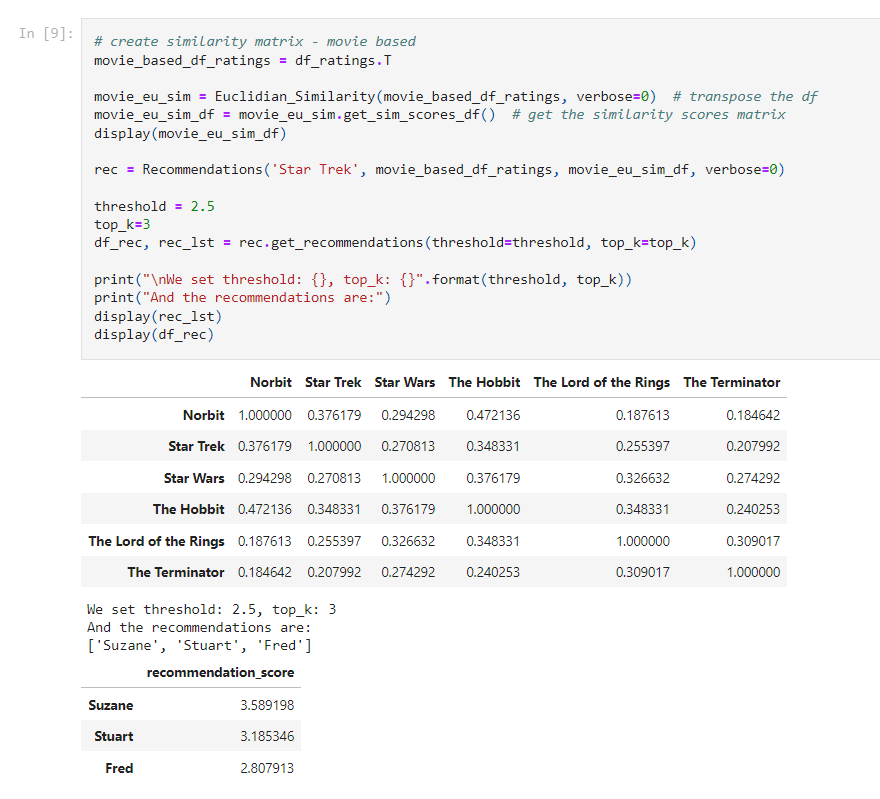 In [9]:
# create similarity matrix - movie based
movie_based_df_ratings = df_ratings.T
movie_eu_sim = Euclidian_Similarity(movie_based_df_ratings, verbose=0)  # transpose the df
movie_eu_sim_df = movie_eu_sim.get_sim_scores_df()  # get the similarity scores matrix
display(movie_eu_sim_df)
rec = Recommendations('Star Trek', movie_based_df_ratings, movie_eu_sim_df, verbose=0)
threshold = 2.5
top_k=3
df_rec, rec_lst = rec.get_recommendations(threshold=threshold, top_k=top_k)
print("\nWe set threshold: {}, top_k: {}".format(threshold, top_k))
print("And the recommendations are:")
display(rec_lst)
display(df_rec)
Norbit Star Trek Star Wars The Hobbit The Lord of the Rings The Terminator
Norbit 1.000000 0.376179 0.294298 0.472136 0.187613 0.184642
Star Trek 0.376179 1.000000 0.270813 0.348331 0.255397 0.207992
Star Wars 0.294298 0.270813 1.000000 0.376179 0.326632 0.274292
The Hobbit 0.472136 0.348331 0.376179 1.000000 0.348331 0.240253
The Lord of the Rings 0.187613 0.255397 0.326632 0.348331 1.000000 0.309017
The Terminator 0.184642 0.207992 0.274292 0.240253 0.309017 1.000000
We set threshold: 2.5, top_k: 3
And the recommendations are:
['Suzane', 'Stuart', 'Fred']
recommendation_score
Suzane 3.589198
Stuart 3.185346
Fred 2.807913